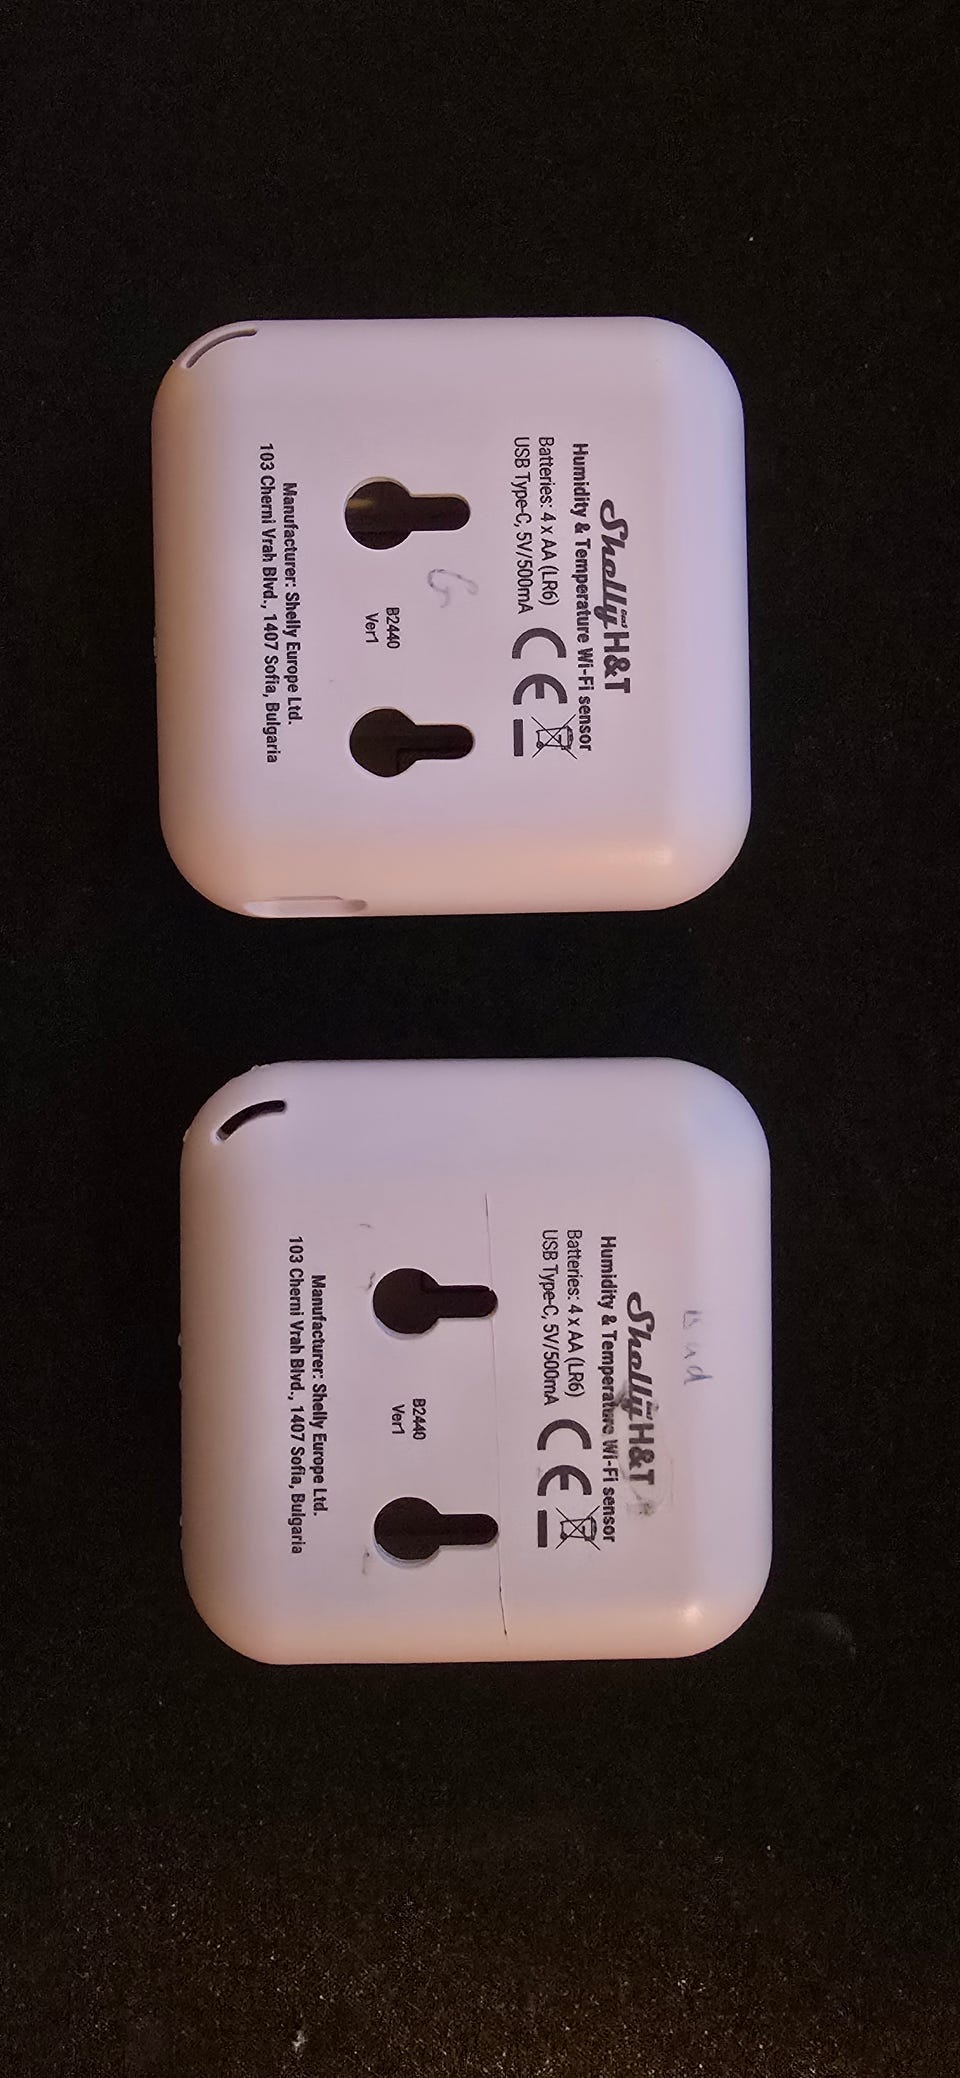 Shelly H&T
Humidity & Temperature Wi-Fi sensor
Batteries: 4 x AA (LR6)
USB Type-C, 5V/500mA
CE
B2440
Ver1
Manufacturer: Shelly Europe Ltd.
103 Cherni Vrah Blvd., 1407 Sofia, Bulgaria
Shelly H&T
Humidity & Temperature Wi-Fi sensor
Batteries: 4 x AA (LR6)
USB Type-C, 5V/500mA
CE
B2440
Ver1
Manufacturer: Shelly Europe Ltd.
103 Cherni Vrah Blvd., 1407 Sofia, Bulgaria